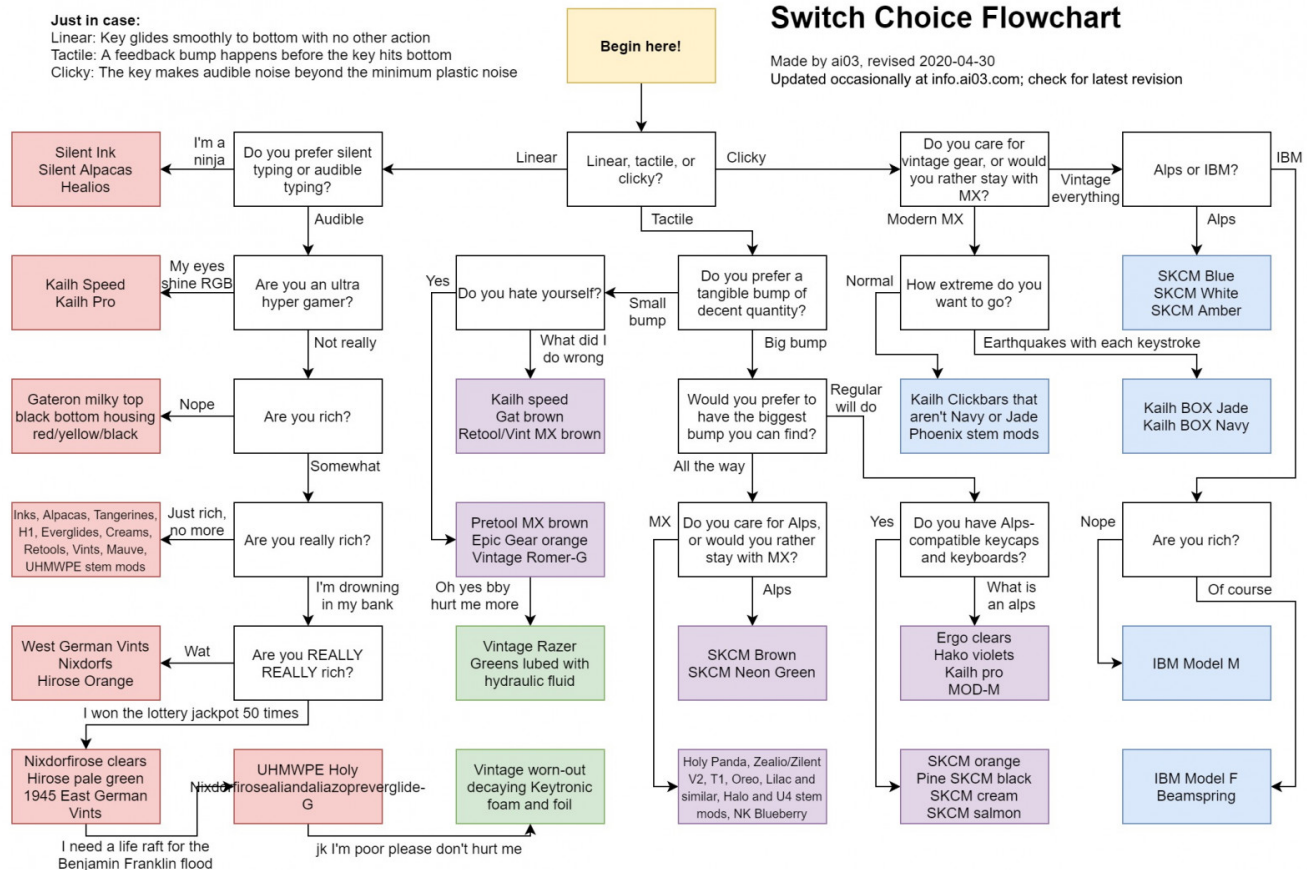 Just in case:
Linear: Key glides smoothly to bottom with no other action
Tactile: A feedback bump happens before the key hits bottom
Clicky: The key makes audible noise beyond the minimum plastic noise
Begin here!
Switch Choice Flowchart
Made by ai03, revised 2020-04-30
Updated occasionally at info.ai03.com; check for latest revision
Silent Ink
Silent Alpacas
Healios
I'm a
ninja
Do you prefer silent
typing or audible
typing?
Linear
Linear, tactile, or
clicky?
Clicky
Do you care for
vintage gear, or would
you rather stay with
MX?
Vintage
everything
Alps or IBM?
IBM
Audible
Tactile
Modern MX
Alps
Kailh Speed
Kailh Pro
My eyes
shine RGB
Are you an ultra
hyper gamer?
Yes
Do you hate yourself?
Small
bump
Do you prefer a
tangible bump of
decent quantity?
Normal
How extreme do you
want to go?
SKCM Blue
SKCM White
SKCM Amber
Not really
What did I
do wrong
Big bump
Earthquakes with each keystroke
Gateron milky top
black bottom housing
red/yellow/black
Nope
Are you rich?
Kailh speed
Gat brown
Retool/Vint MX brown
Would you prefer to
have the biggest
bump you can find?
Regular
will do
Kailh Clickbars that
aren't Navy or Jade
Phoenix stem mods
Kailh BOX Jade
Kailh BOX Navy
Somewhat
All the way
Inks, Alpacas, Tangerines,
H1, Everglides, Creams,
Retools, Vints, Mauve,
UHMWPE stem mods
Just rich,
no more
Are you really rich?
Pretool MX brown
Epic Gear orange
Vintage Romer-G
MX
Do you care for Alps,
or would you rather
stay with MX?
Yes
Do you have Alps-
compatible keycaps
and keyboards?
Nope
Are you rich?
I'm drowning
in my bank
Oh yes bby
hurt me more
Alps
What is
an alps
Of course
West German Vints
Nixdorfs
Hirose Orange
Wat
Are you REALLY
REALLY rich?
Vintage Razer
Greens lubed with
hydraulic fluid
SKCM Brown
SKCM Neon Green
Ergo clears
Hako violets
Kailh pro
MOD-M
IBM Model M
I won the lottery jackpot 50 times
Nixdorfirose clears
Hirose pale green
1945 East German
Vints
UHMWPE Holy
Nixdorfirosealiandaliazopreverglide-
G
Vintage worn-out
decaying Keytronic
foam and foil
Holy Panda, Zealio/Zilent
V2, T1, Oreo, Lilac and
similar, Halo and U4 stem
mods, NK Blueberry
SKCM orange
Pine SKCM black
SKCM cream
SKCM salmon
IBM Model F
Beamspring
I need a life raft for the
Benjamin Franklin flood
jk I'm poor please don't hurt me